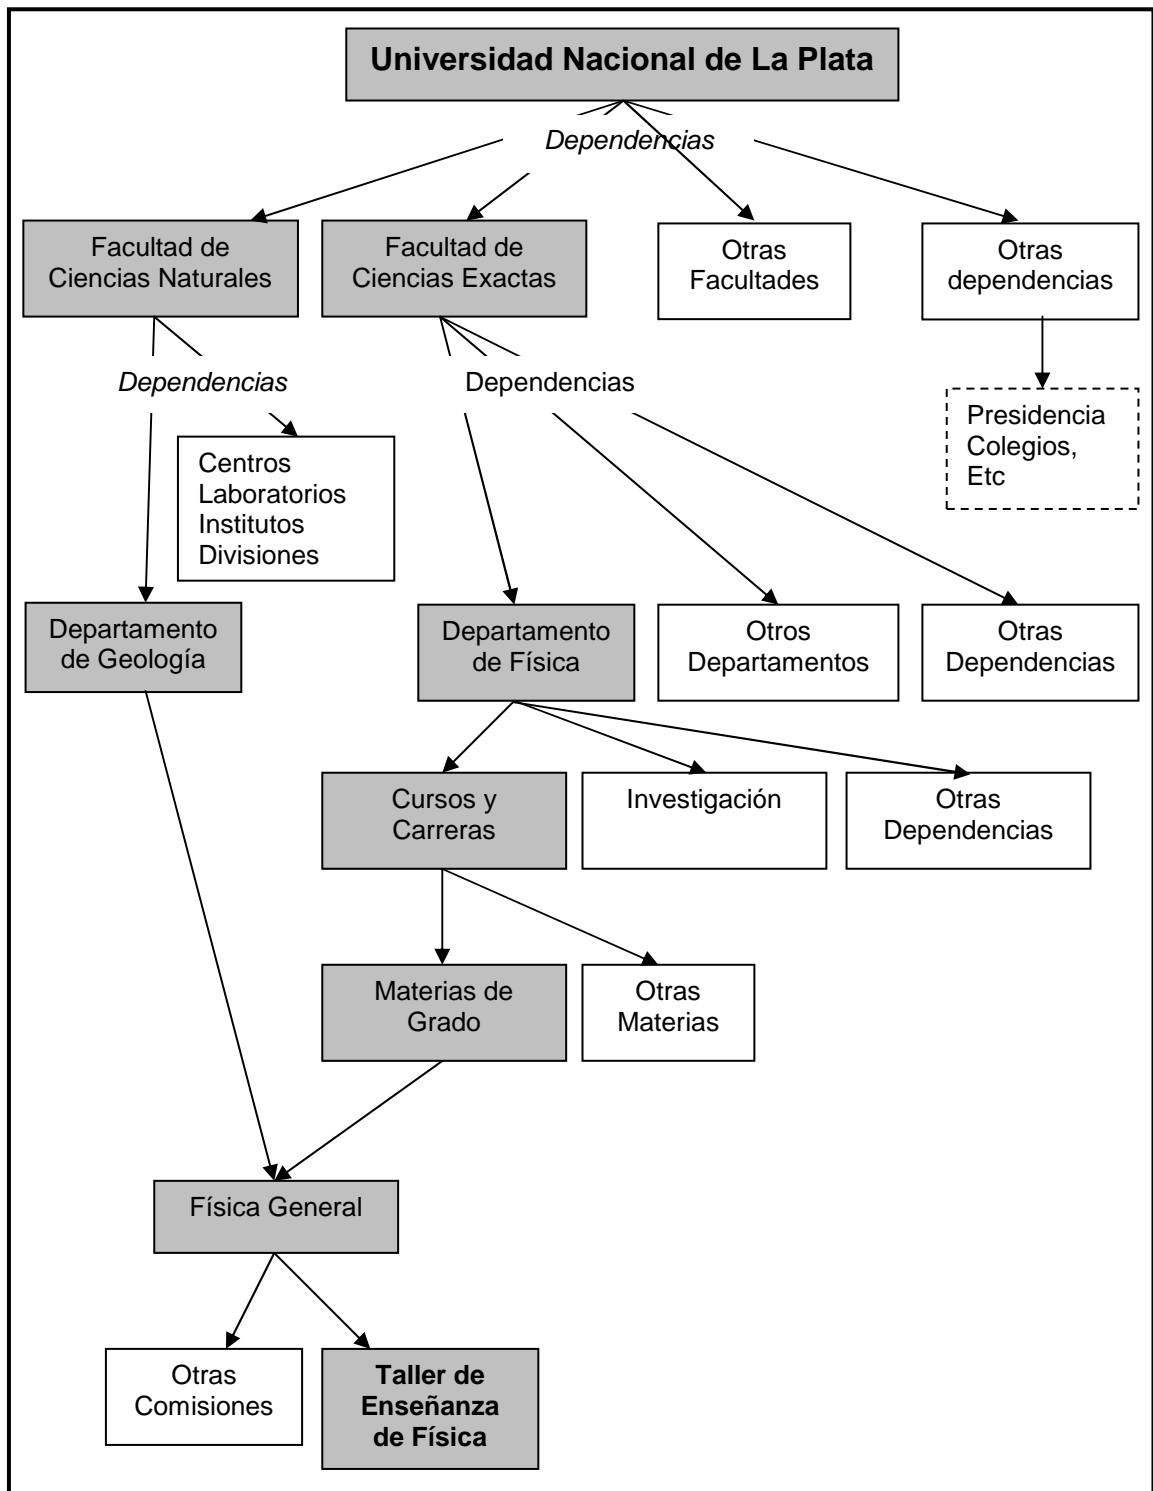 Universidad Nacional de La Plata
Dependencias
Facultad de
Ciencias Naturales
Facultad de
Ciencias Exactas
Otras
Facultades
Otras
dependencias
Dependencias
Dependencias
Presidencia
Colegios,
Etc
Centros
Laboratorios
Institutos
Divisiones
Departamento
de Geología
Departamento
de Física
Otros
Departamentos
Otras
Dependencias
Cursos y
Carreras
Investigación
Otras
Dependencias
Materias de
Grado
Otras
Materias
Física General
Otras
Comisiones
Taller de
Enseñanza
de Física